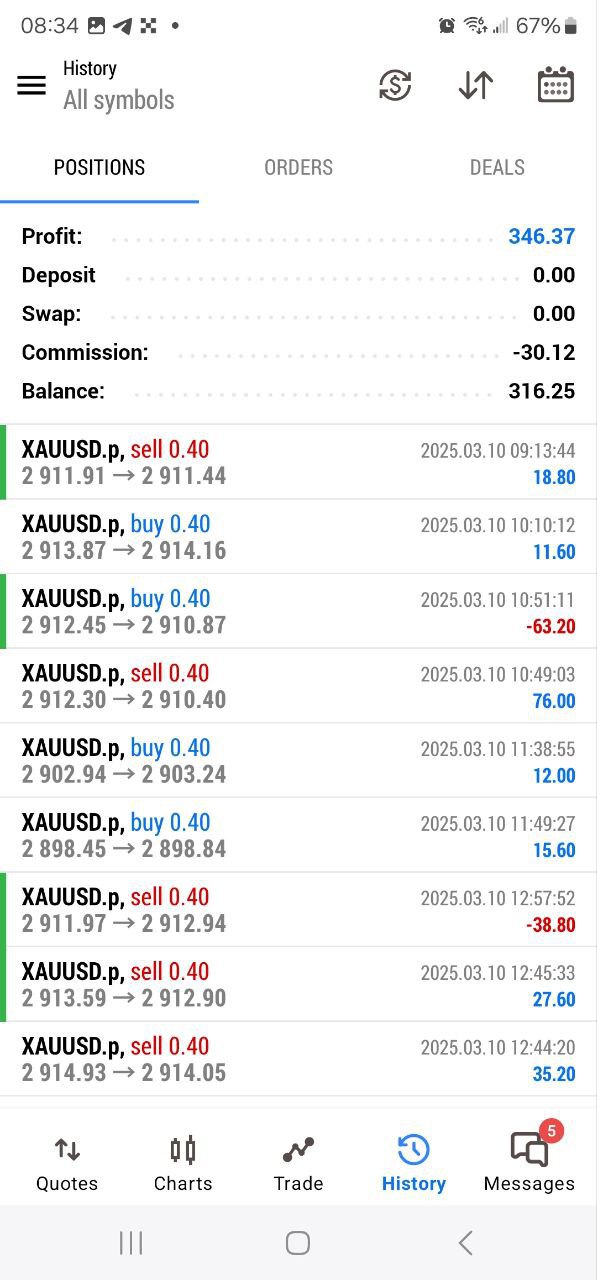 08:34 67%
History
All symbols
POSITIONS ORDERS DEALS
Profit: 346.37
Deposit 0.00
Swap: 0.00
Commission: -30.12
Balance: 316.25
XAUUSD.p, sell 0.40 2025.03.10 09:13:44
2 911.91 → 2 911.44 18.80
XAUUSD.p, buy 0.40 2025.03.10 10:10:12
2 913.87 → 2 914.16 11.60
XAUUSD.p, buy 0.40 2025.03.10 10:51:11
2 912.45 → 2 910.87 -63.20
XAUUSD.p, sell 0.40 2025.03.10 10:49:03
2 912.30 → 2 910.40 76.00
XAUUSD.p, buy 0.40 2025.03.10 11:38:55
2 902.94 → 2 903.24 12.00
XAUUSD.p, buy 0.40 2025.03.10 11:49:27
2 898.45 → 2 898.84 15.60
XAUUSD.p, sell 0.40 2025.03.10 12:57:52
2 911.97 → 2 912.94 -38.80
XAUUSD.p, sell 0.40 2025.03.10 12:45:33
2 913.59 → 2 912.90 27.60
XAUUSD.p, sell 0.40 2025.03.10 12:44:20
2 914.93 → 2 914.05 35.20
5
Quotes Charts Trade History Messages